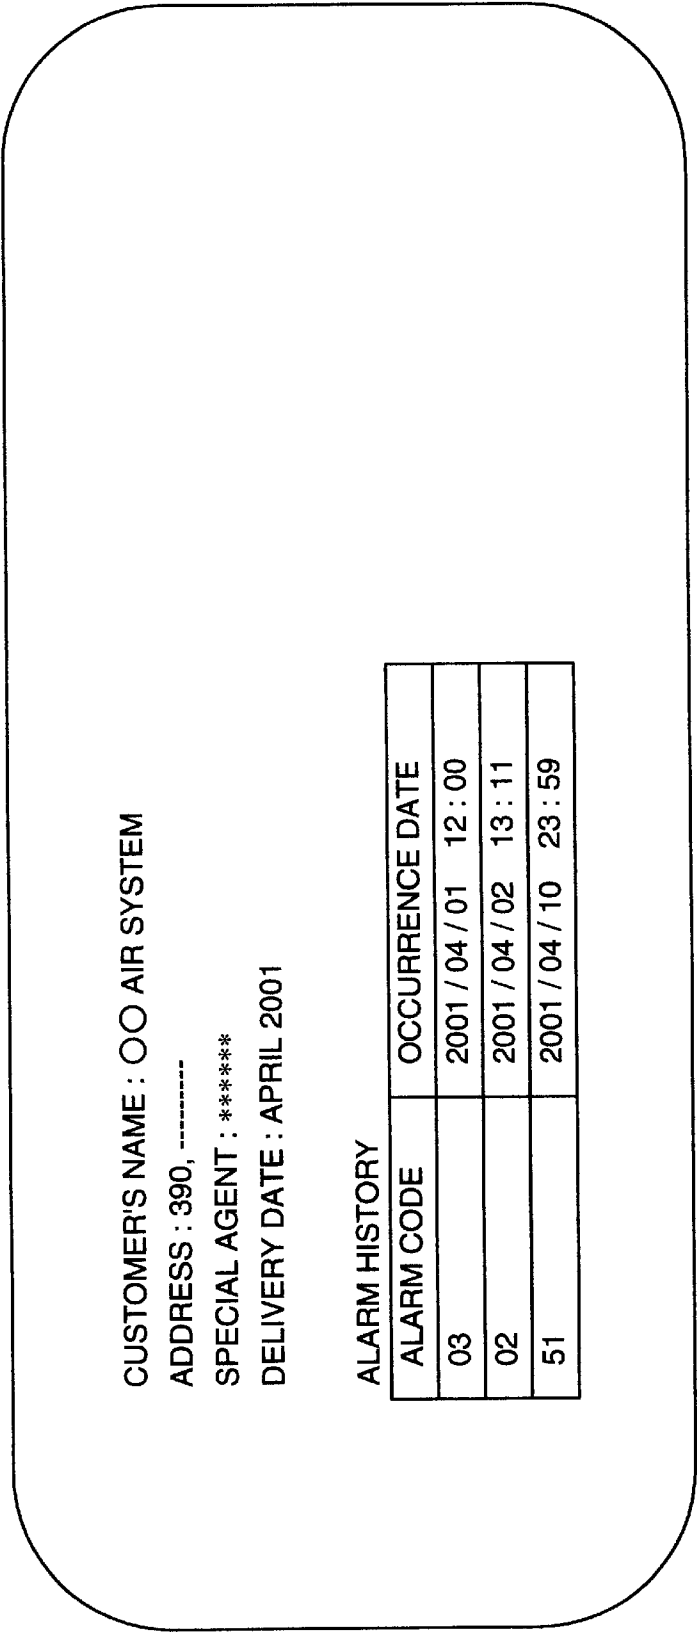 CUSTOMER'S NAME : ○○ AIR SYSTEM
ADDRESS : 390, ---------
SPECIAL AGENT : ******
DELIVERY DATE : APRIL 2001
ALARM HISTORY
ALARM CODE OCCURRENCE DATE
03 2001 / 04 / 01 12 : 00
02 2001 / 04 / 02 13 : 11
51 2001 / 04 / 10 23 : 59